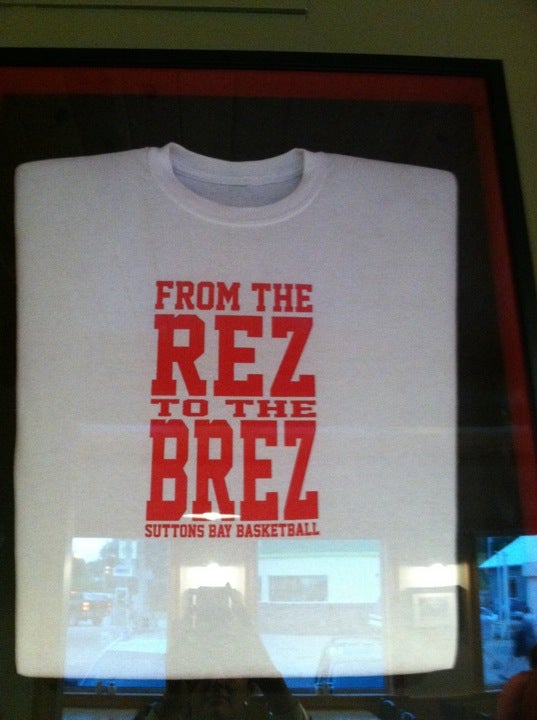 FROM THE
REZ
TO THE
BREZ
SUTTONS BAY BASKETBALL